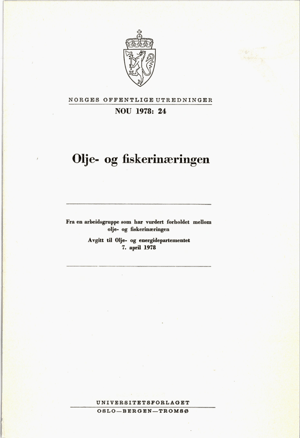 NORGES OFFENTLIGE UTREDNINGER
NOU 1978: 24
Olje- og fiskerinæringen
Fra en arbeidsgruppe som har vurdert forholdet mellom
olje- og fiskerinæringen
Avgitt til Olje- og energidepartementet
7. april 1978
UNIVERSITETSFORLAGET
OSLO—BERGEN—TROMSØ